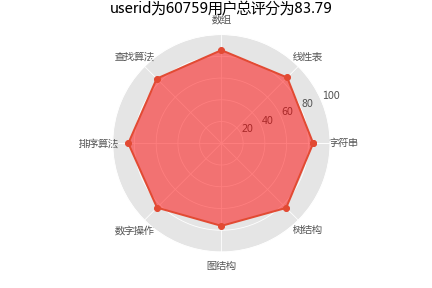 userid为60759用户总评分为83.79
数组
查找算法
线性表
100
80
60
40
20
排序算法
字符串
数字操作
树结构
图结构